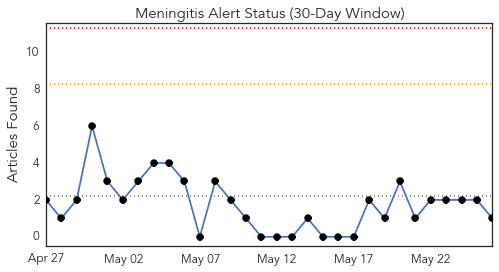 Meningitis Alert Status (30-Day Window)
Articles Found
10
8
6
4
2
0
Apr 27
May 02
May 07
May 12
May 17
May 22